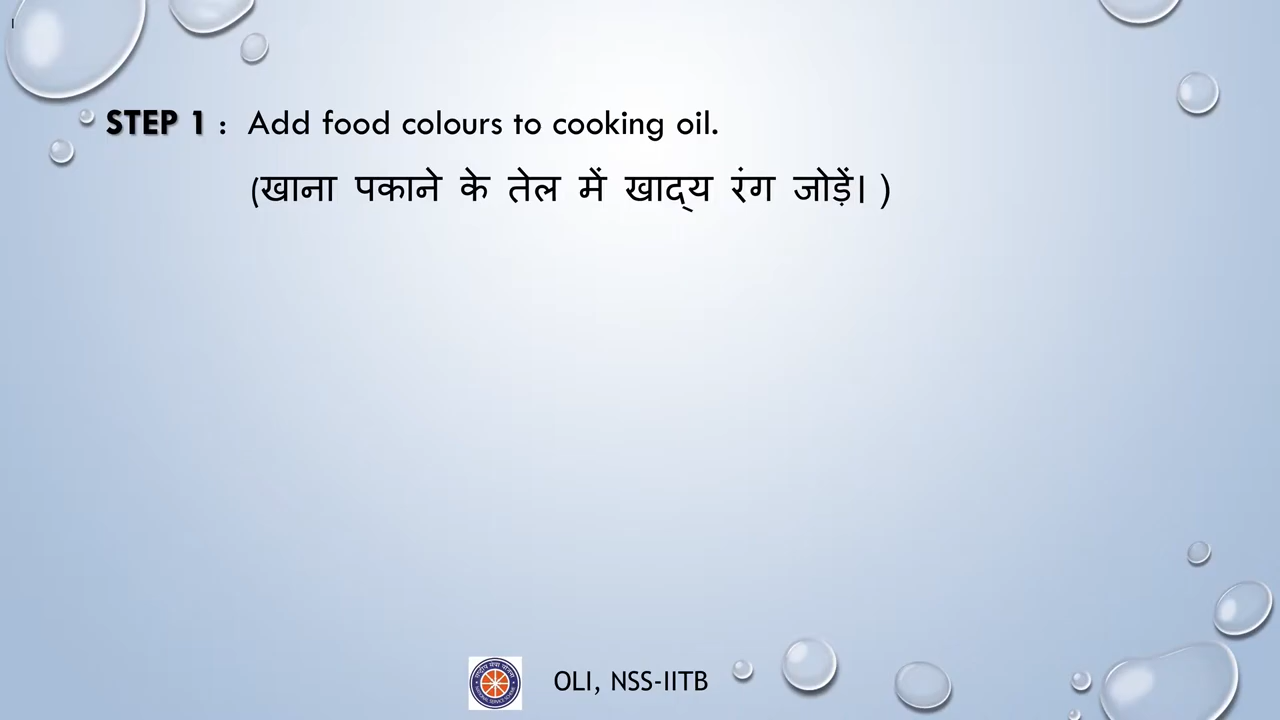 STEP 1 : Add food colours to cooking oil.
(खाना पकाने के तेल में खाद्य रंग जोड़ें। )
OLI, NSS-IITB